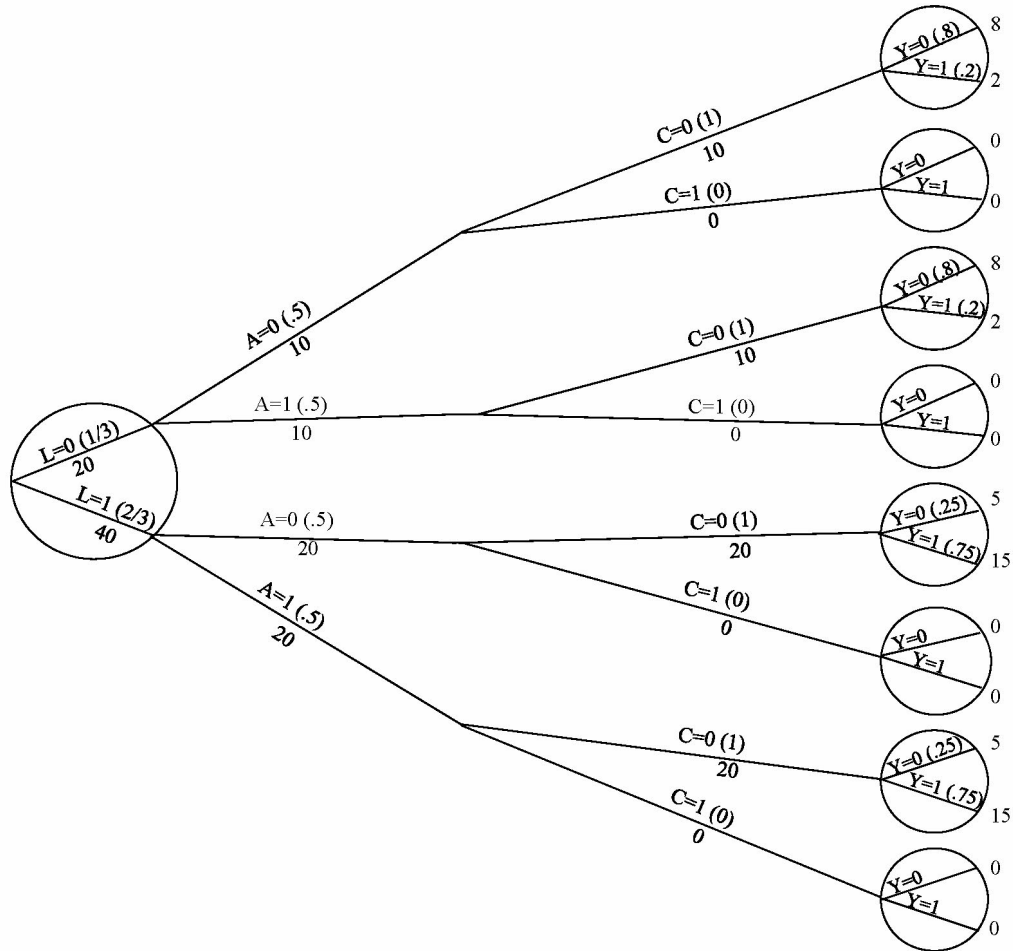 Y=0 (.8)
8
Y=1 (.2)
2
C=0 (1)
10
Y=0
0
Y=1
0
C=1 (0)
0
A=0 (.5)
10
Y=0 (.8)
8
Y=1 (.2)
2
C=0 (1)
10
Y=0
0
Y=1
0
A=1 (.5)
10
C=1 (0)
0
L=0 (1/3)
20
L=1 (2/3)
40
A=0 (.5)
20
C=0 (1)
20
Y=0 (.25)
5
Y=1 (.75)
15
C=1 (0)
0
Y=0
0
Y=1
0
A=1 (.5)
20
C=0 (1)
20
Y=0 (.25)
5
Y=1 (.75)
15
C=1 (0)
0
Y=0
0
Y=1
0